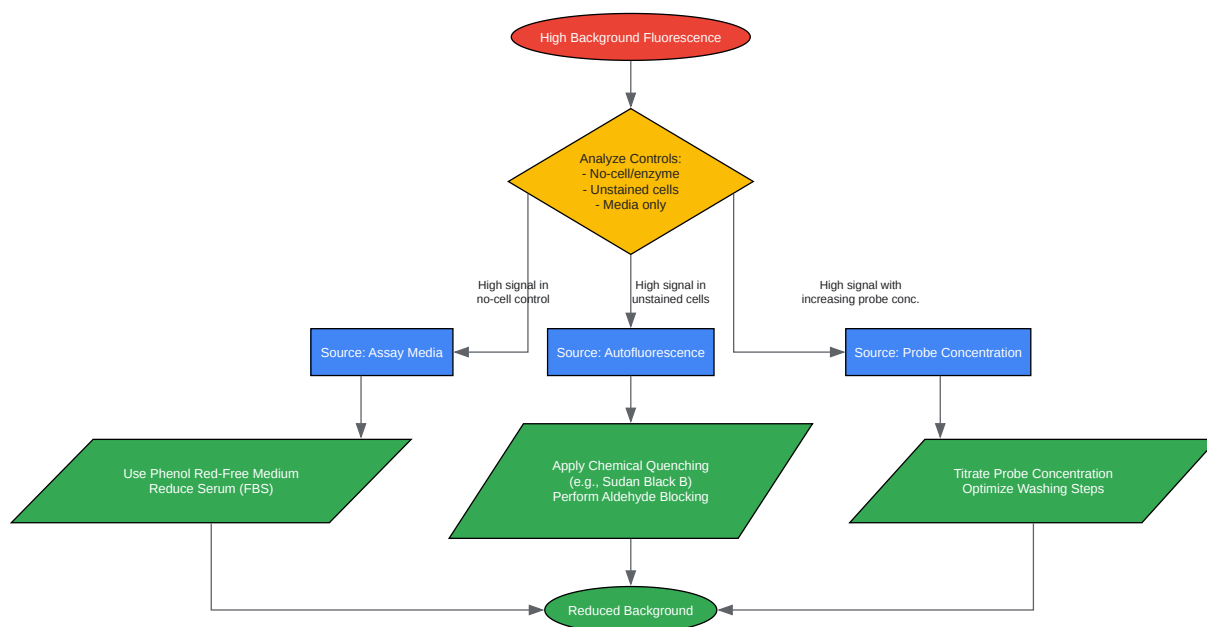 High Background Fluorescence
Analyze Controls:
- No-cell/enzyme
- Unstained cells
- Media only
High signal in
no-cell control
High signal in
unstained cells
High signal with
increasing probe conc.
Source: Assay Media
Source: Autofluorescence
Source: Probe Concentration
Use Phenol Red-Free Medium
Reduce Serum (FBS)
Apply Chemical Quenching
(e.g., Sudan Black B)
Perform Aldehyde Blocking
Titrate Probe Concentration
Optimize Washing Steps
Reduced Background